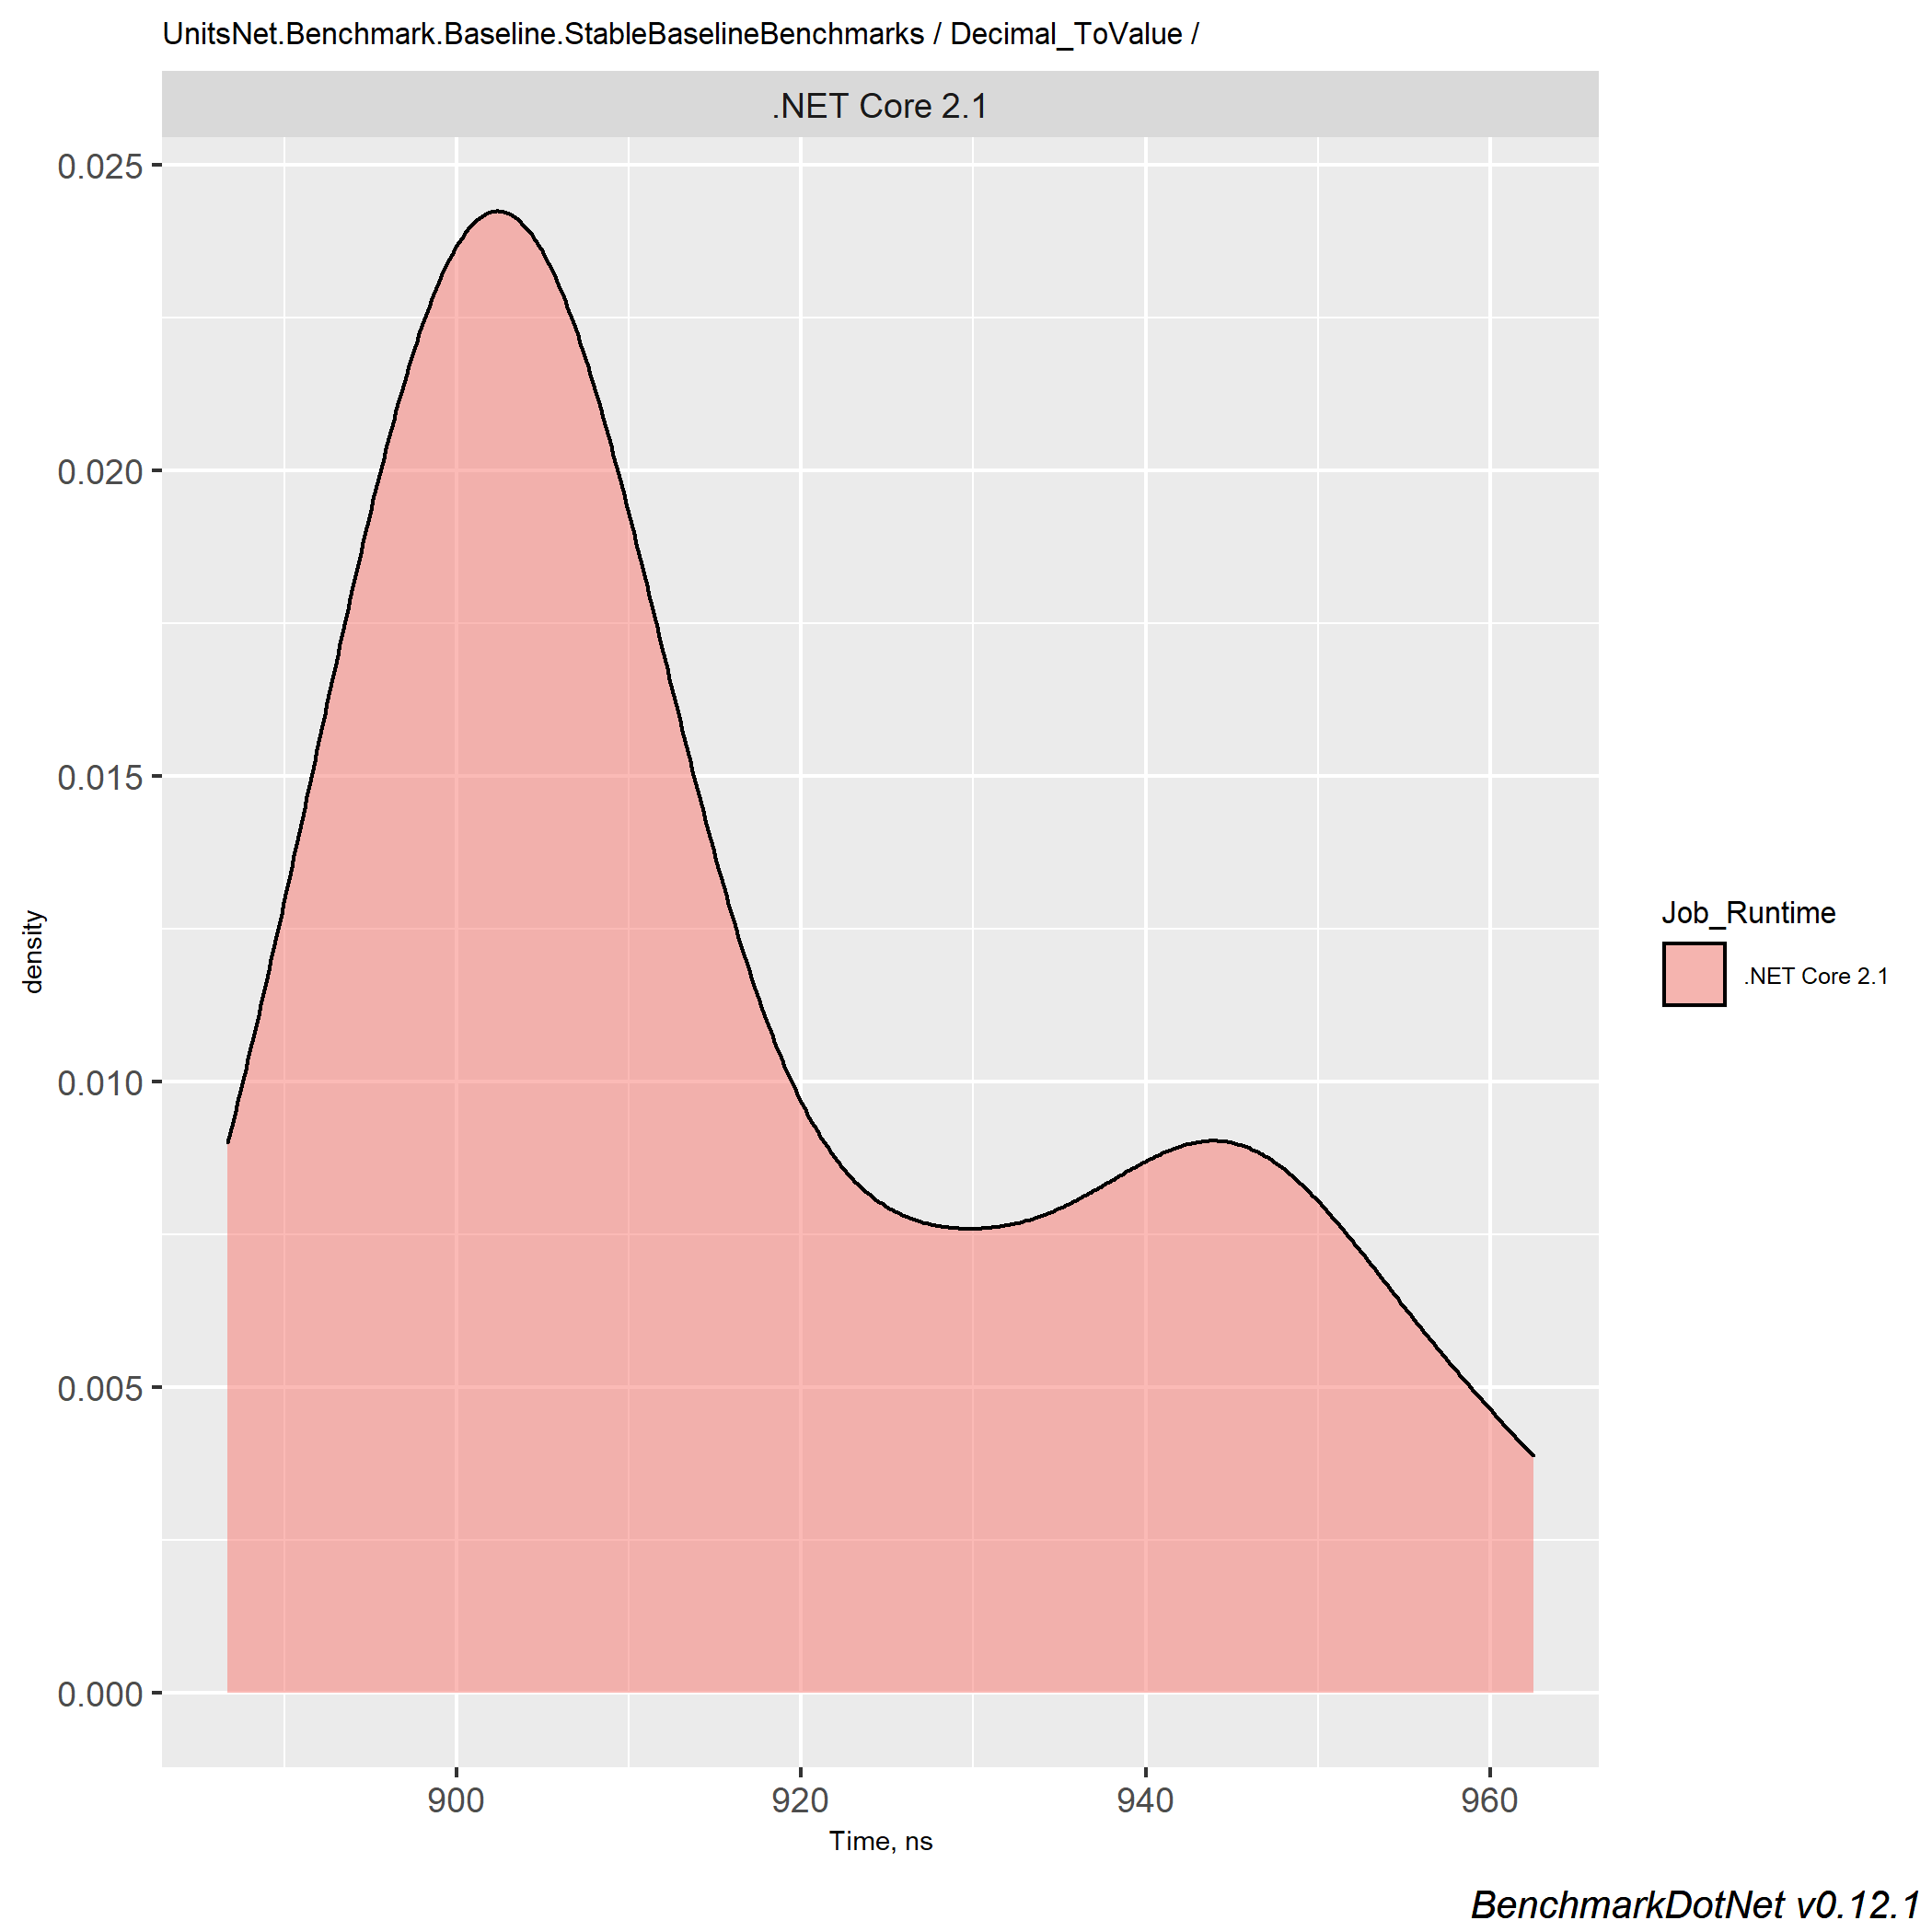 UnitsNet.Benchmark.Baseline.StableBaselineBenchmarks / Decimal_ToValue /
.NET Core 2.1
0.025
0.020
0.015
0.010
0.005
0.000
density
900 920 940 960
Time, ns
Job_Runtime
.NET Core 2.1
BenchmarkDotNet v0.12.1